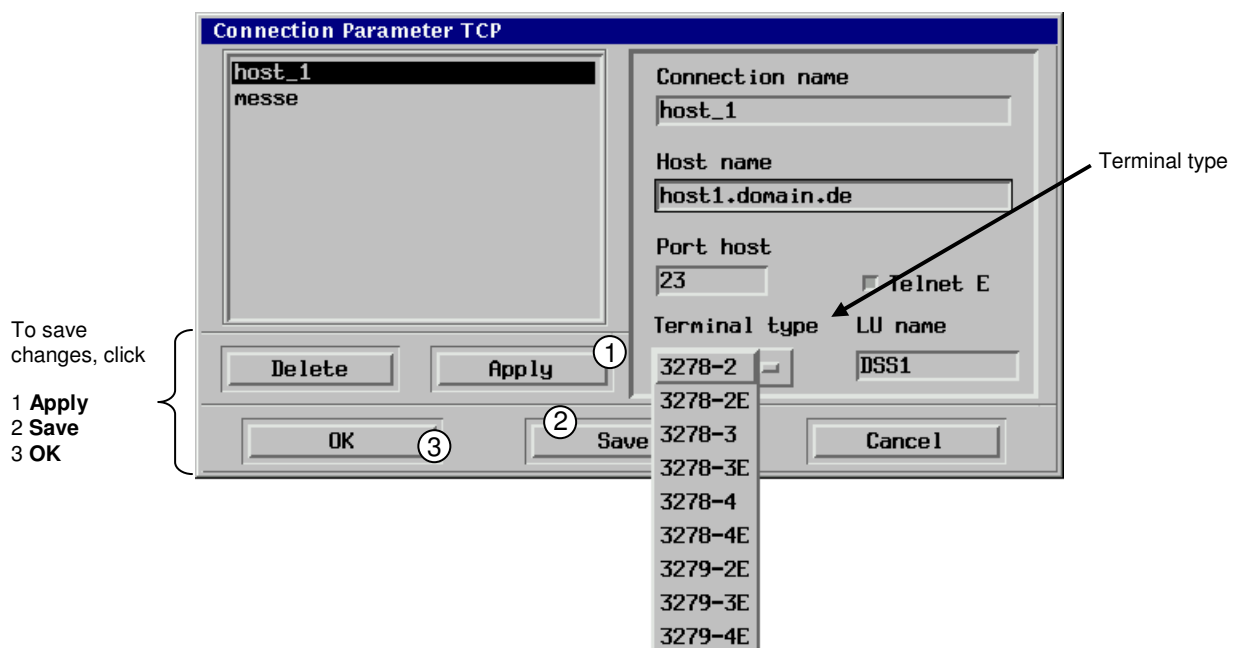 Connection Parameter TCP
host_1
messe
Connection name
host_1
Host name
host1.domain.de
Port host
23
Telnet E
Terminal type
LU name
3278-2
DSS1
3278-2E
3278-3
3278-3E
3278-4
3278-4E
3279-2E
3279-3E
3279-4E
Delete
Apply
1
OK
3
2
Save
Cancel
Terminal type
To save
changes, click
1 Apply
2 Save
3 OK